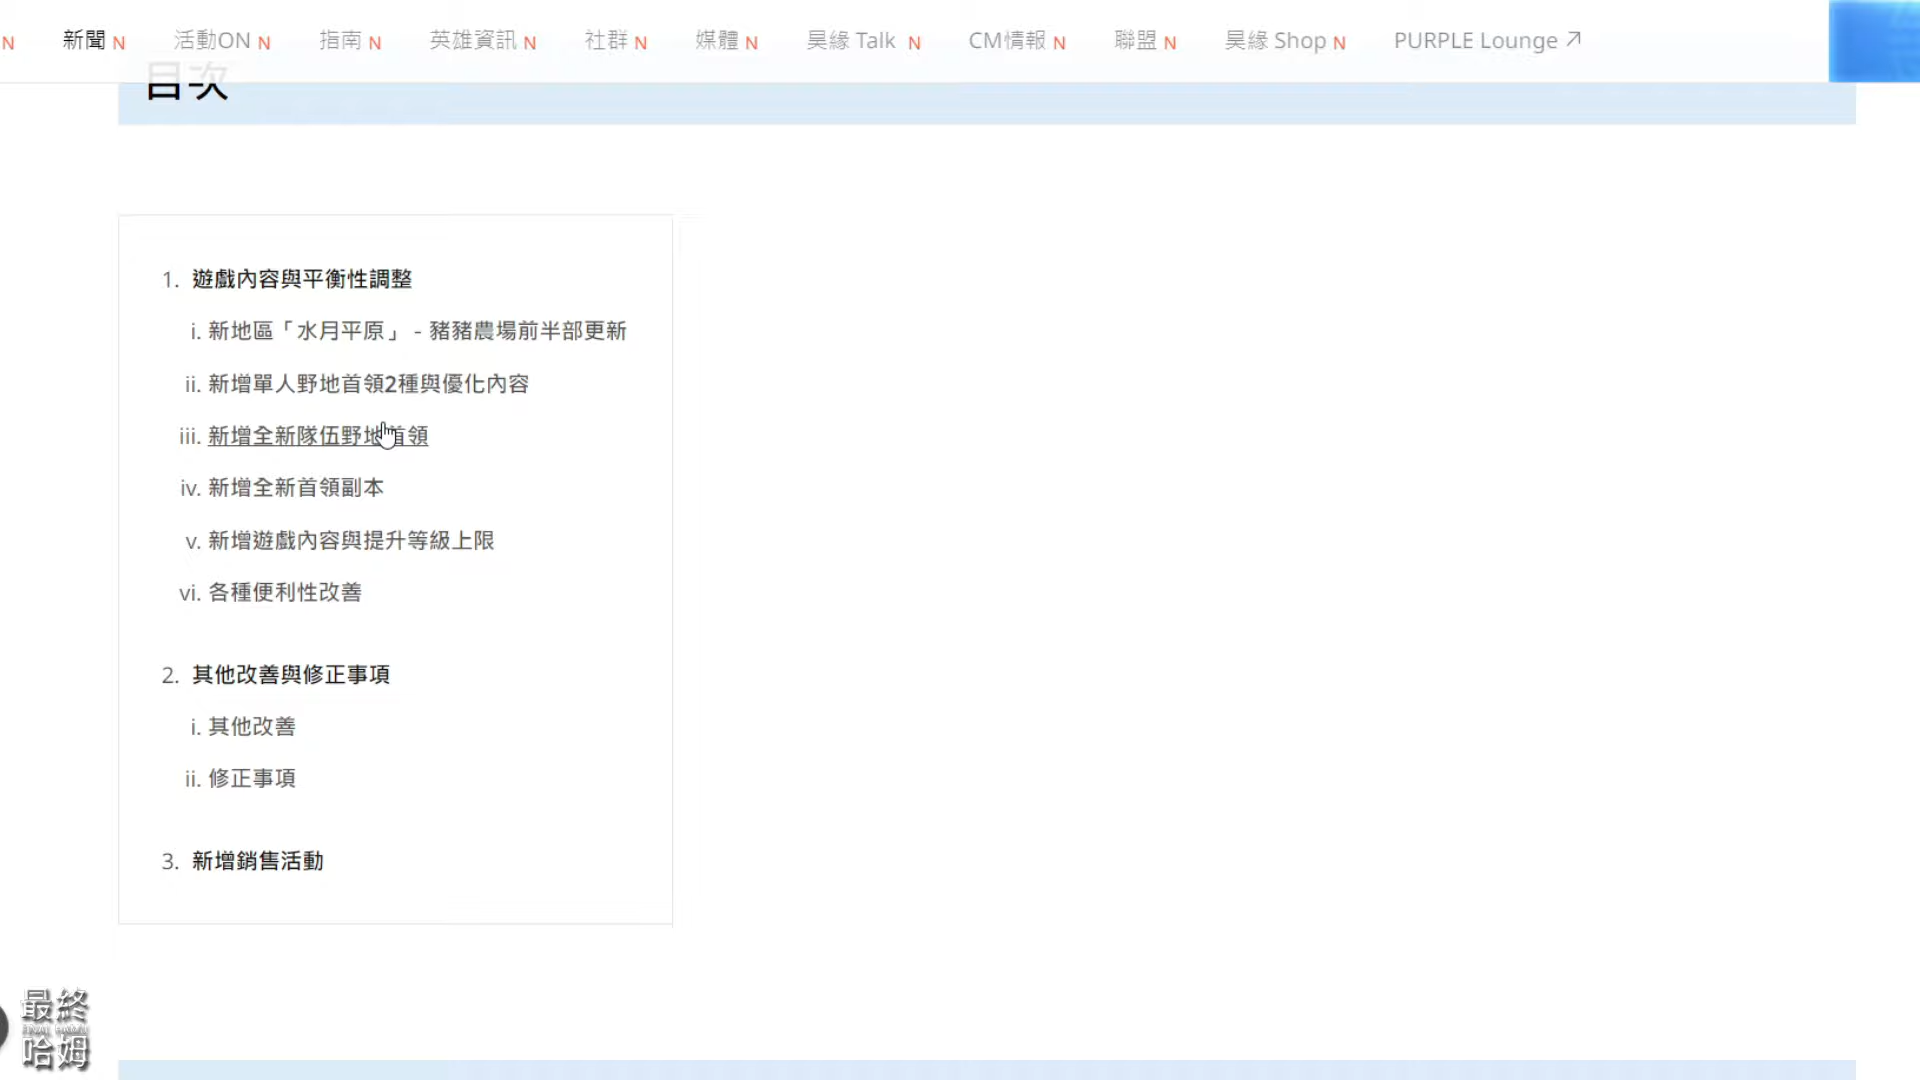 N 新聞 N 活動ON N 指南 N 英雄資訊 N 社群 N 媒體 N 昊緣 Talk N CM情報 N 聯盟 N 昊緣 Shop N PURPLE Lounge
目次
1. 遊戲內容與平衡性調整
i. 新地區「水月平原」 - 豬豬農場前半部更新
ii. 新增單人野地首領2種與優化內容
iii. 新增全新隊伍野地首領
iv. 新增全新首領副本
v. 新增遊戲內容與提升等級上限
vi. 各種便利性改善
2. 其他改善與修正事項
i. 其他改善
ii. 修正事項
3. 新增銷售活動
最終
FINAL HAMU
哈姆